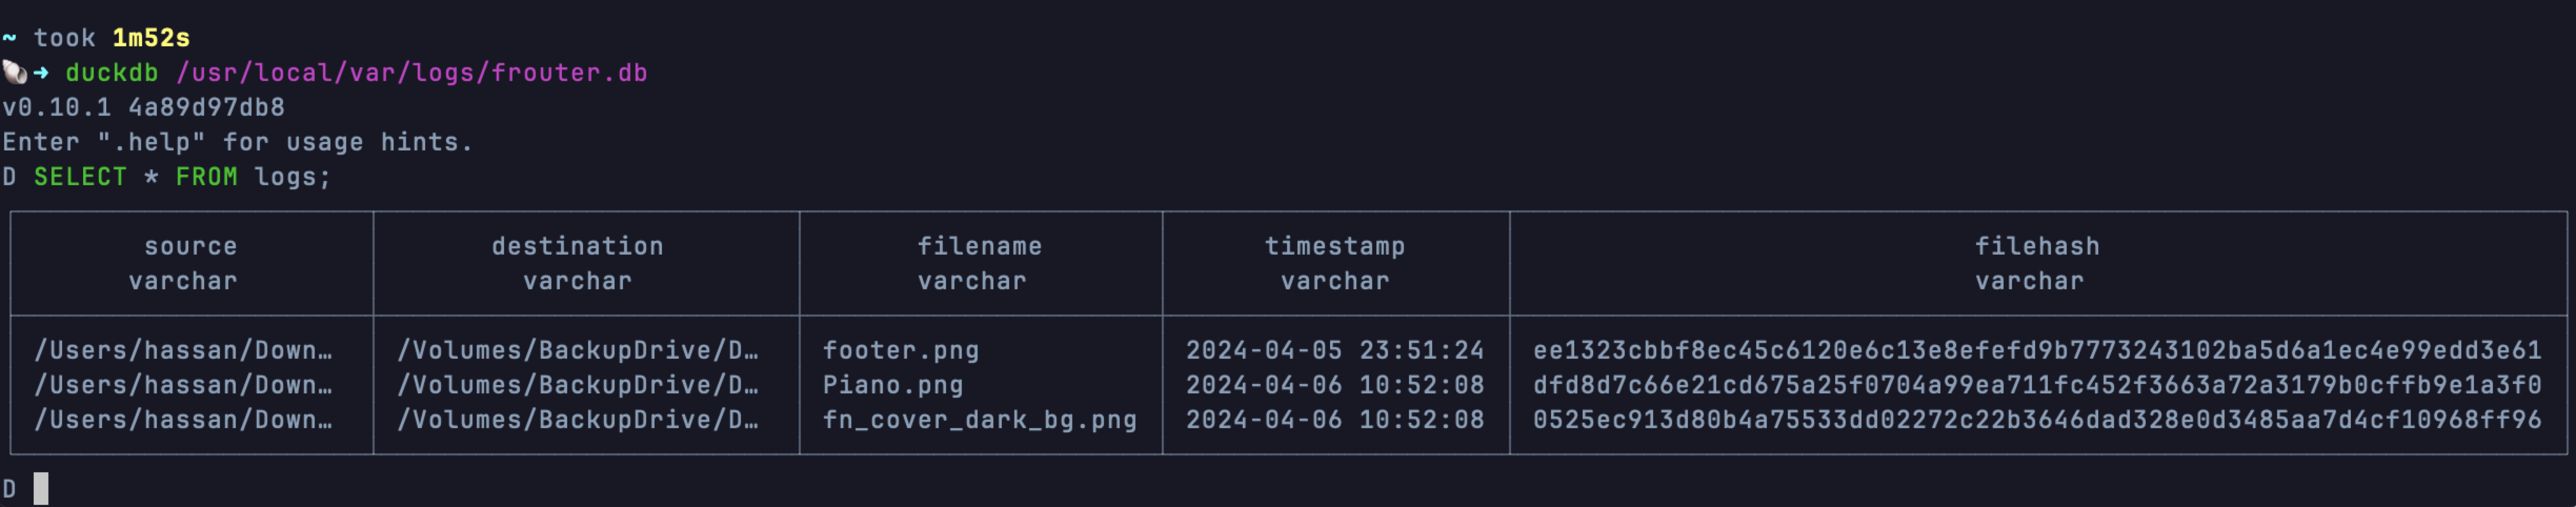 ~ took 1m52s
➜ duckdb /usr/local/var/logs/frouter.db
v0.10.1 4a89d97db8
Enter ".help" for usage hints.
D SELECT * FROM logs;
source destination filename timestamp filehash
varchar varchar varchar varchar varchar
/Users/hassan/Down… /Volumes/BackupDrive/D… footer.png 2024-04-05 23:51:24 ee1323cbbf8ec45c6120e6c13e8efefd9b7773243102ba5d6a1ec4e99edd3e61
/Users/hassan/Down… /Volumes/BackupDrive/D… Piano.png 2024-04-06 10:52:08 dfd8d7c66e21cd675a25f0704a99ea711fc452f3663a72a3179b0cffb9e1a3f0
/Users/hassan/Down… /Volumes/BackupDrive/D… fn_cover_dark_bg.png 2024-04-06 10:52:08 0525ec913d80b4a75533dd02272c22b3646dad328e0d3485aa7d4cf10968ff96
D